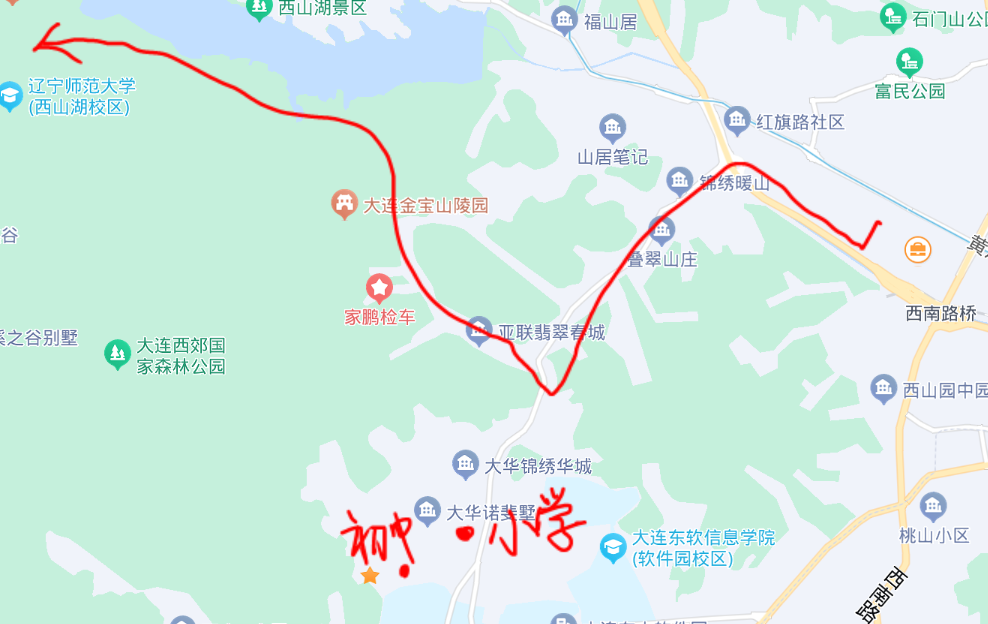 西山湖景区
福山居
石门山公
辽宁师范大学
(西山湖校区)
富民公园
红旗路社区
山居笔记
锦绣暖山
大连金宝山陵园
谷
叠翠山庄
黄
家鹏检车
西南路桥
亚联翡翠春城
溪之谷别墅
大连西郊国
家森林公园
西山园中园
大华锦绣华城
大华诺斐墅
初中
小学
大连东软信息学院
(软件园校区)
桃山小区
西南路